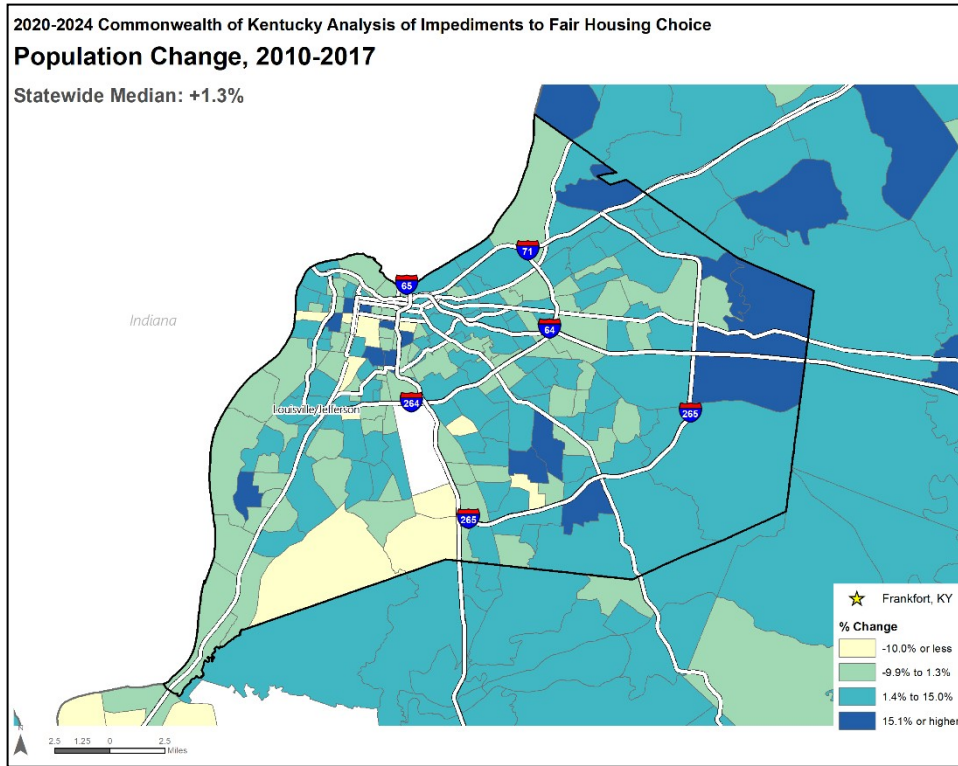 2020-2024 Commonwealth of Kentucky Analysis of Impediments to Fair Housing Choice
Population Change, 2010-2017
Statewide Median: +1.3%
71
65
Indiana
64
Louisville/Jefferson
264
265
265
Frankfort, KY
% Change
-10.0% or less
-9.9% to 1.3%
1.4% to 15.0%
15.1% or higher
N
2.5 1.25 0 2.5
Miles